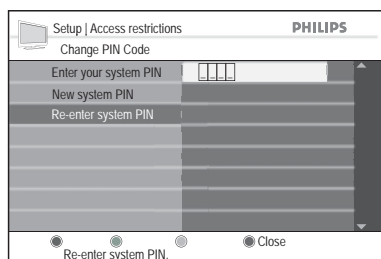 Setup | Access restrictions PHILIPS
Change PIN Code
Enter your system PIN _ _ _ _
New system PIN
Re-enter system PIN
Close
Re-enter system PIN.